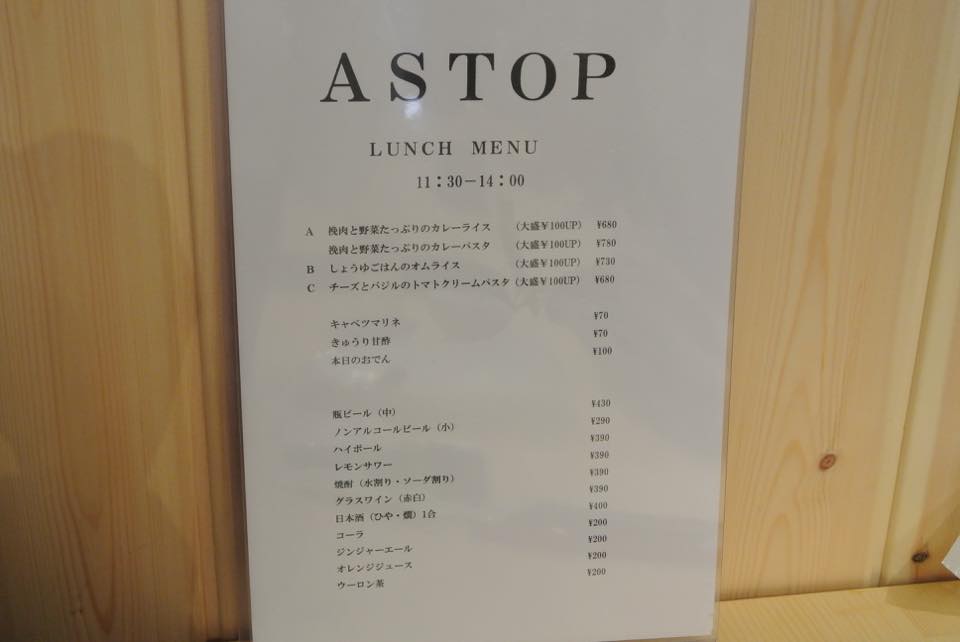 ASTOP
LUNCH MENU
11：30－14：00
A 挽肉と野菜たっぷりのカレーライス （大盛¥100UP） ¥680
挽肉と野菜たっぷりのカレーパスタ （大盛¥100UP） ¥780
B しょうゆごはんのオムライス （大盛¥100UP） ¥730
C チーズとバジルのトマトクリームパスタ （大盛¥100UP） ¥680
キャベツマリネ ¥70
きゅうり甘酢 ¥70
本日のおでん ¥100
瓶ビール（中） ¥430
ノンアルコールビール（小） ¥290
ハイボール ¥390
レモンサワー ¥390
焼酎（水割り・ソーダ割り） ¥390
グラスワイン（赤白） ¥390
日本酒（ひや・燗）1合 ¥400
コーラ ¥200
ジンジャーエール ¥200
オレンジジュース ¥200
ウーロン茶 ¥200